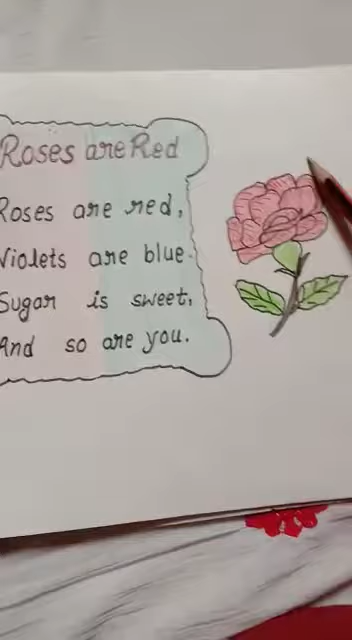 Roses are Red
Roses are red,
Violets are blue.
Sugar is sweet,
And so are you.